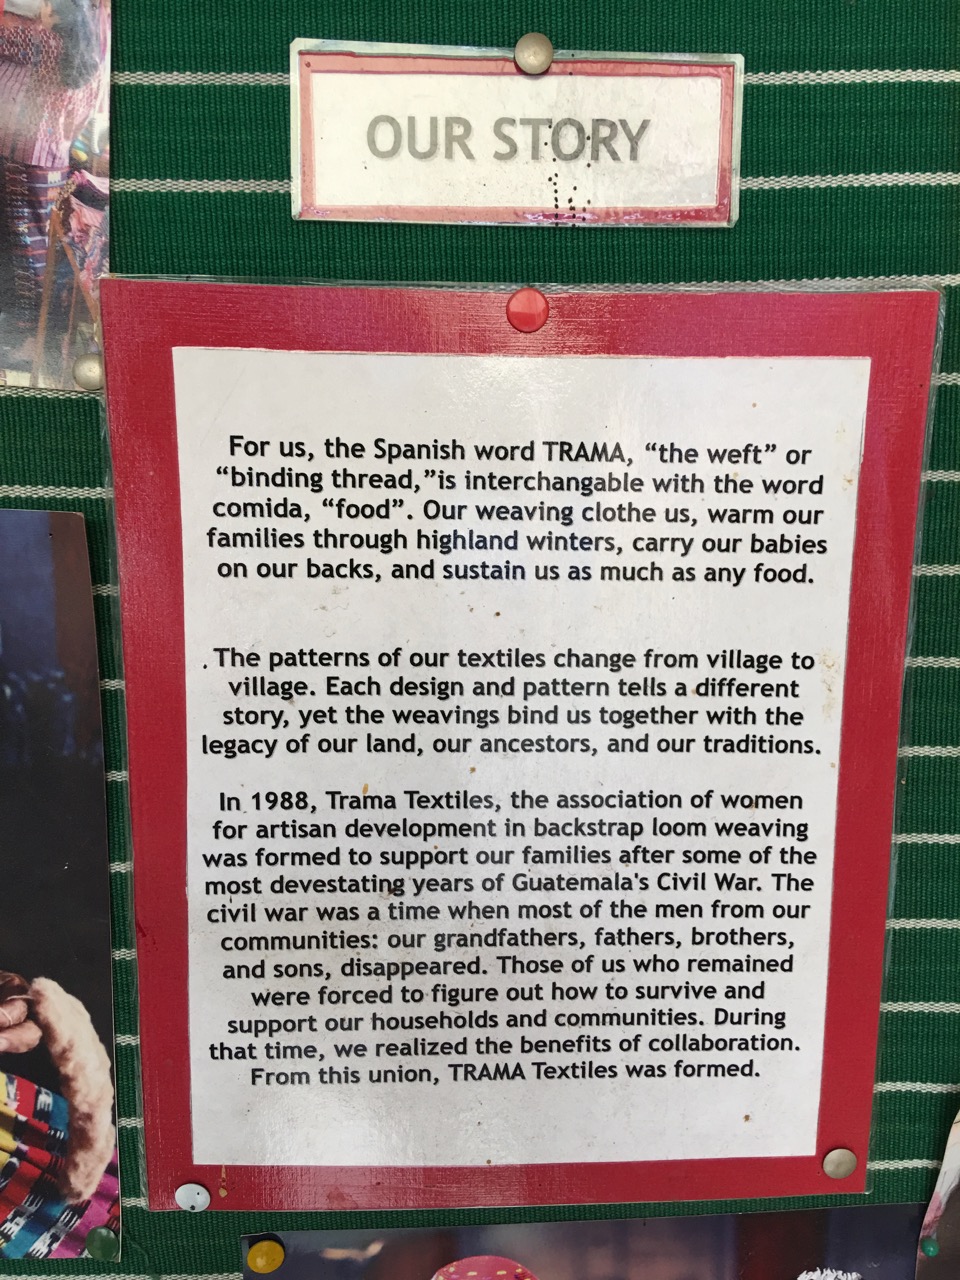 OUR STORY
For us, the Spanish word TRAMA, “the weft” or
“binding thread,”is interchangable with the word
comida, “food”. Our weaving clothe us, warm our
families through highland winters, carry our babies
on our backs, and sustain us as much as any food.
. The patterns of our textiles change from village to
village. Each design and pattern tells a different
story, yet the weavings bind us together with the
legacy of our land, our ancestors, and our traditions.
In 1988, Trama Textiles, the association of women
for artisan development in backstrap loom weaving
was formed to support our families after some of the
most devestating years of Guatemala's Civil War. The
civil war was a time when most of the men from our
communities: our grandfathers, fathers, brothers,
and sons, disappeared. Those of us who remained
were forced to figure out how to survive and
support our households and communities. During
that time, we realized the benefits of collaboration.
From this union, TRAMA Textiles was formed.